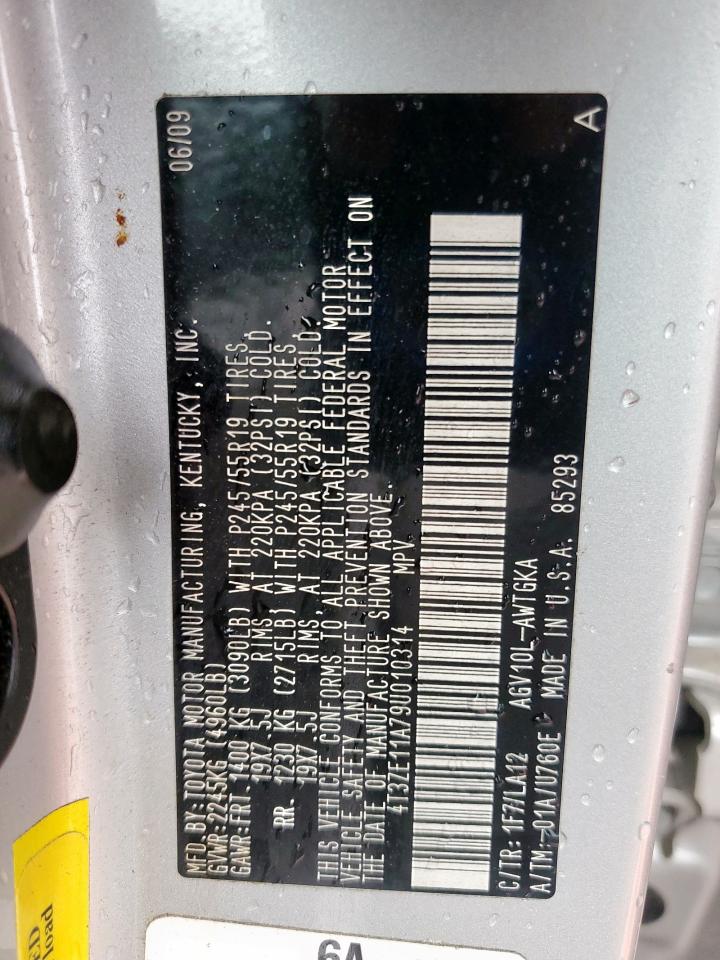 MFD.BY:TOYOTA MOTOR MANUFACTURING, KENTUCKY, INC. 06/09
GVWR:2245KG (4960LB)
GAWR:FRT. 1400 KG (3090LB) WITH P245/55R19 TIRES,
19X7.5J RIMS, AT 220KPA (32PSI) COLD.
RR. 1230 KG (2715LB) WITH P245/55R19 TIRES,
19X7.5J RIMS, AT 220KPA (32PSI) COLD.
THIS VEHICLE CONFORMS TO ALL APPLICABLE FEDERAL MOTOR
VEHICLE SAFETY AND THEFT PREVENTION STANDARDS IN EFFECT ON
THE DATE OF MANUFACTURE SHOWN ABOVE.
4T3ZE11A79U010314 MPV
C/TR: 1F7/LA12 AGV10L-AWTGKA
A/TM:-01A/U760E MADE IN U.S.A. 85293
A
6A
load